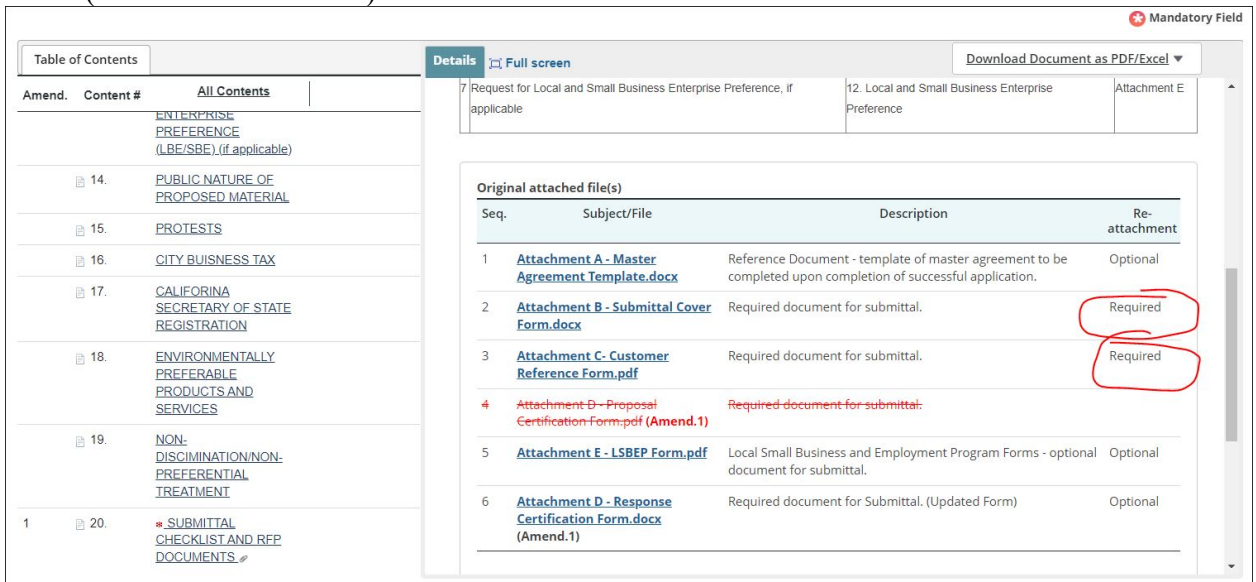 Mandatory Field
Table of Contents
Details
Full screen
Download Document as PDF/Excel ▼
Amend. Content # All Contents
ENTERPRISE
PREFERENCE
(LBE/SBE) (if applicable)
14. PUBLIC NATURE OF
PROPOSED MATERIAL
15. PROTESTS
16. CITY BUISNESS TAX
17. CALIFORINA
SECRETARY OF STATE
REGISTRATION
18. ENVIRONMENTALLY
PREFERABLE
PRODUCTS AND
SERVICES
19. NON-
DISCIMINATION/NON-
PREFERENTIAL
TREATMENT
1 20. * SUBMITTAL
CHECKLIST AND RFP
DOCUMENTS
7 Request for Local and Small Business Enterprise Preference, if 12. Local and Small Business Enterprise Attachment E
applicable Preference
Original attached file(s)
Seq. Subject/File Description Re-
attachment
1 Attachment A - Master Reference Document - template of master agreement to be Optional
Agreement Template.docx completed upon completion of successful application.
2 Attachment B - Submittal Cover Required document for submittal. Required
Form.docx
3 Attachment C- Customer Required document for submittal. Required
Reference Form.pdf
4 Attachment D - Proposal Required document for submittal.
Certification Form.pdf (Amend.1)
5 Attachment E - LSBEP Form.pdf Local Small Business and Employment Program Forms - optional Optional
document for submittal.
6 Attachment D - Response Required document for Submittal. (Updated Form) Optional
Certification Form.docx
(Amend.1)